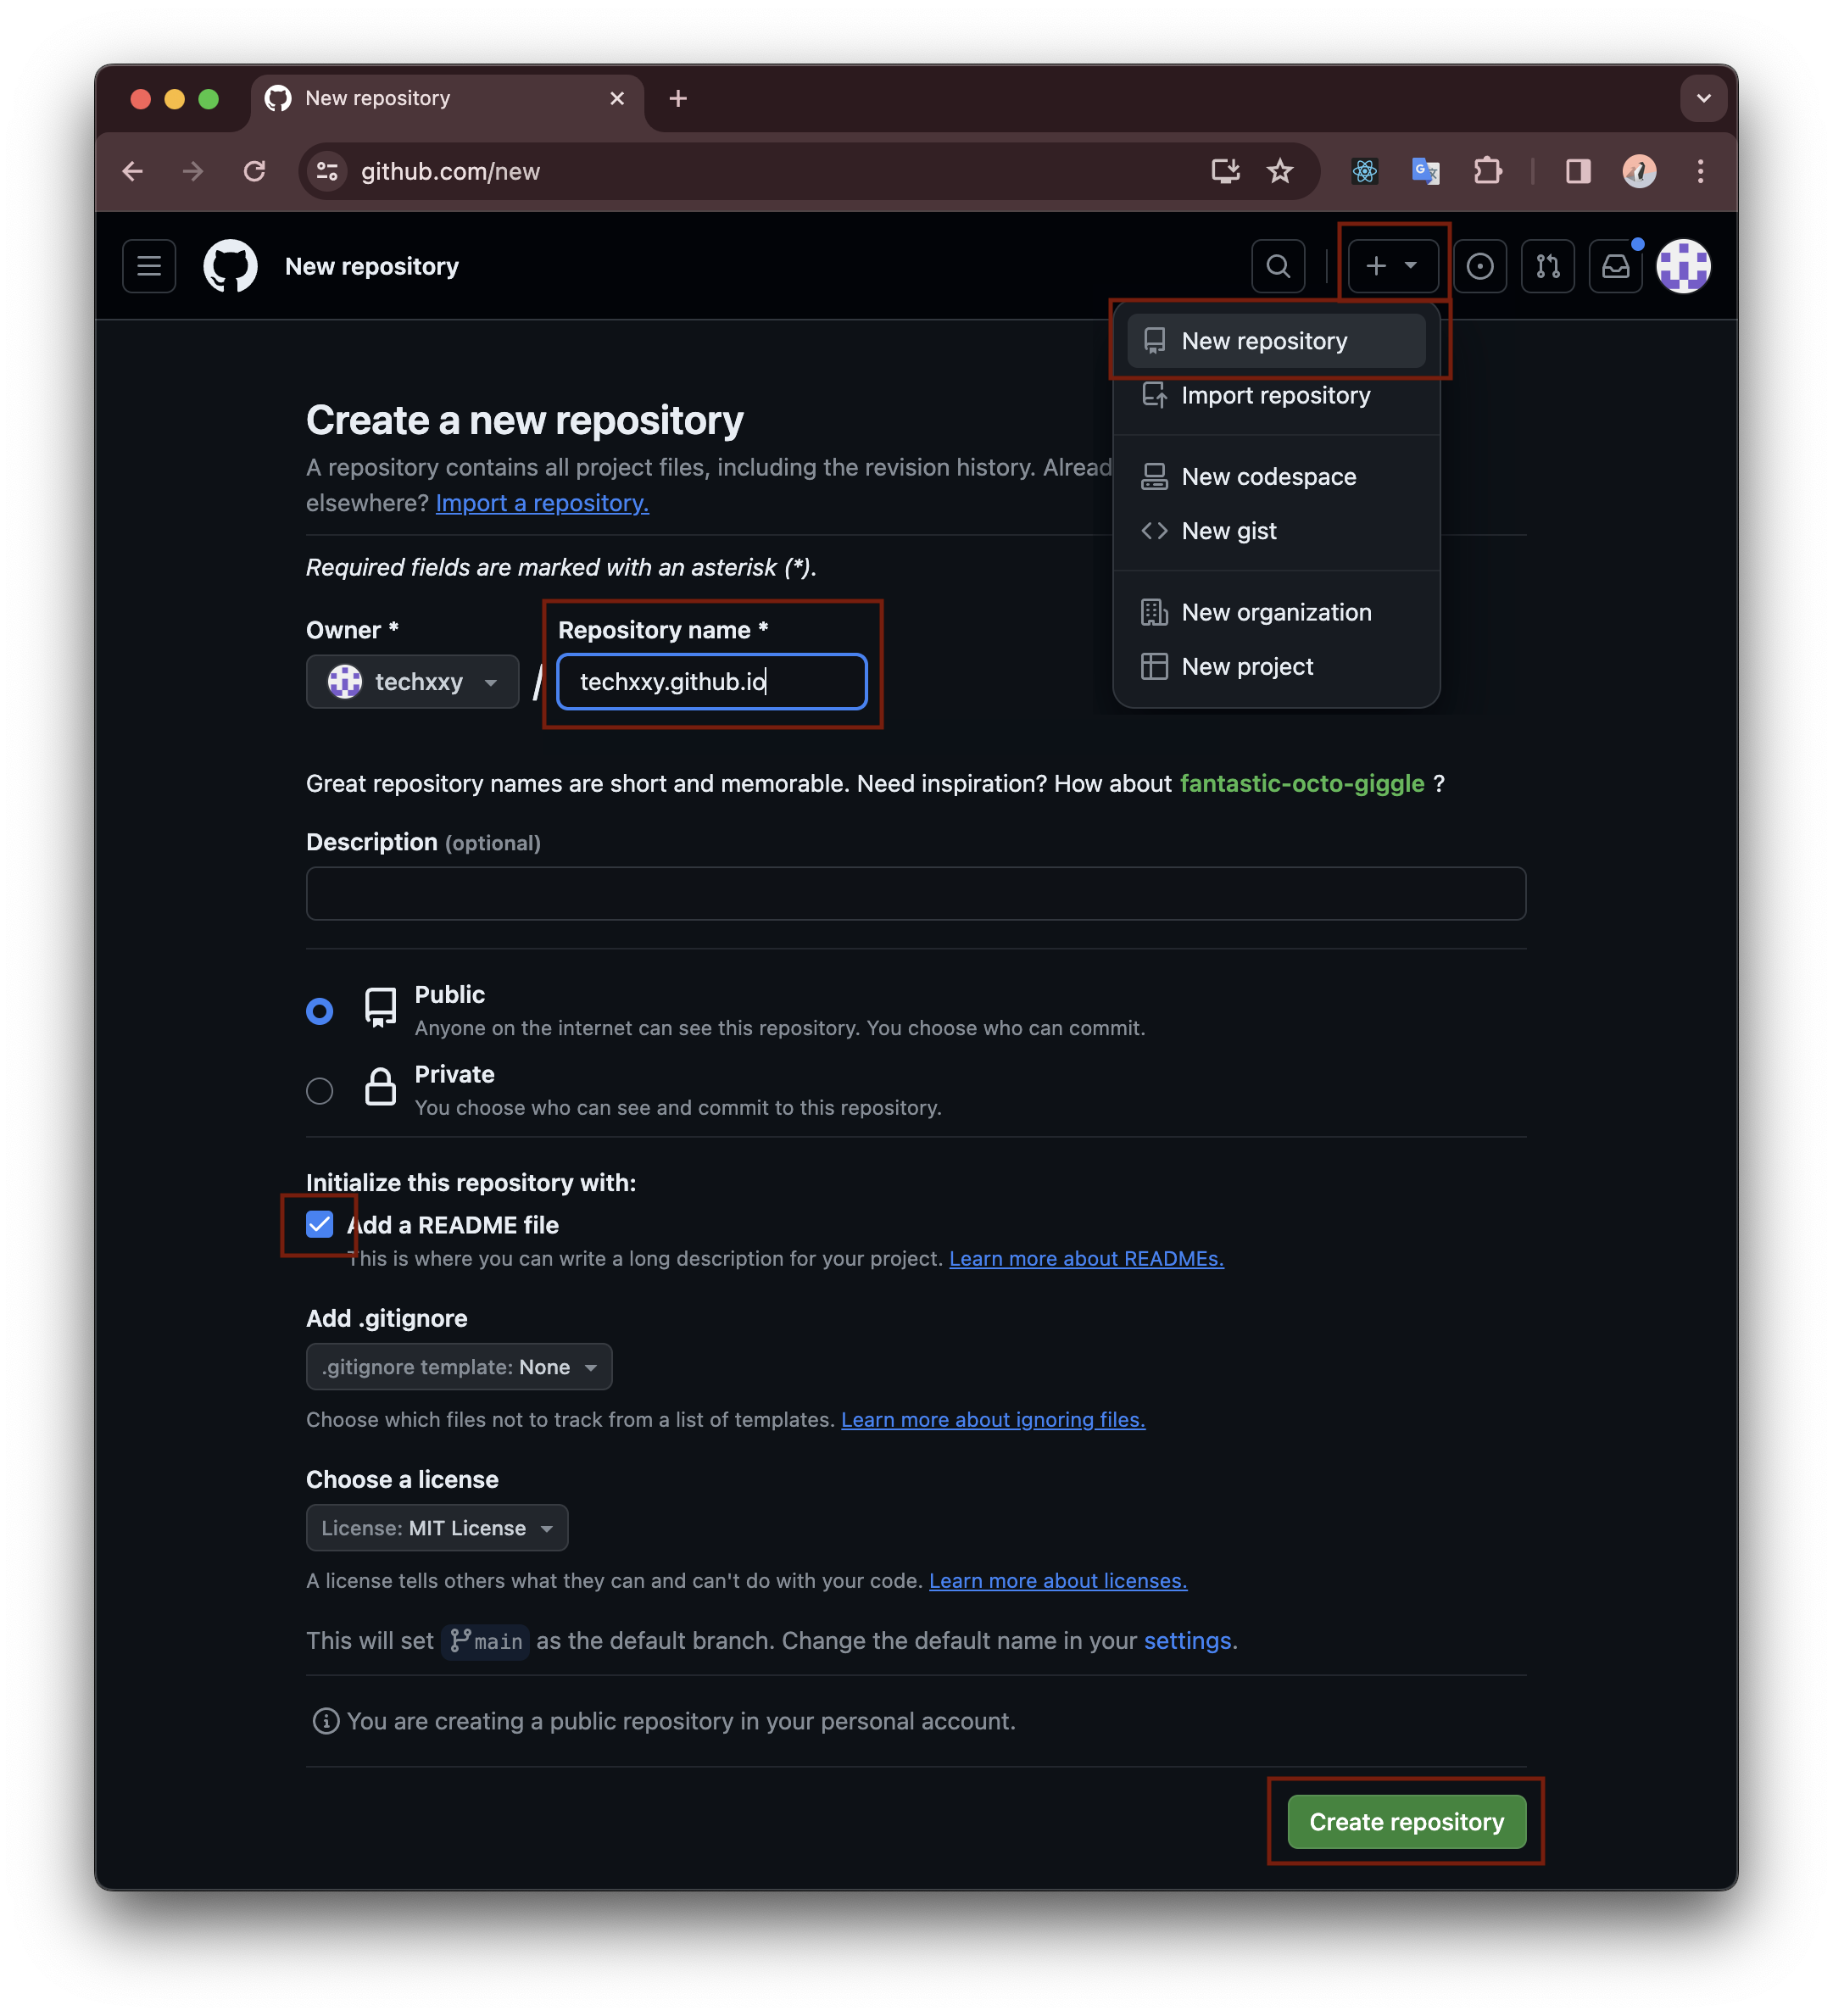 New repository
github.com/new
New repository
New repository
Import repository
New codespace
New gist
New organization
New project
Create a new repository
A repository contains all project files, including the revision history. Alread
elsewhere? Import a repository.
Required fields are marked with an asterisk (*).
Owner *
Repository name *
techxxy
/
techxxy.github.io
Great repository names are short and memorable. Need inspiration? How about fantastic-octo-giggle ?
Description (optional)
Public
Anyone on the internet can see this repository. You choose who can commit.
Private
You choose who can see and commit to this repository.
Initialize this repository with:
Add a README file
This is where you can write a long description for your project. Learn more about READMEs.
Add .gitignore
.gitignore template: None
Choose which files not to track from a list of templates. Learn more about ignoring files.
Choose a license
License: MIT License
A license tells others what they can and can't do with your code. Learn more about licenses.
This will set main as the default branch. Change the default name in your settings.
You are creating a public repository in your personal account.
Create repository